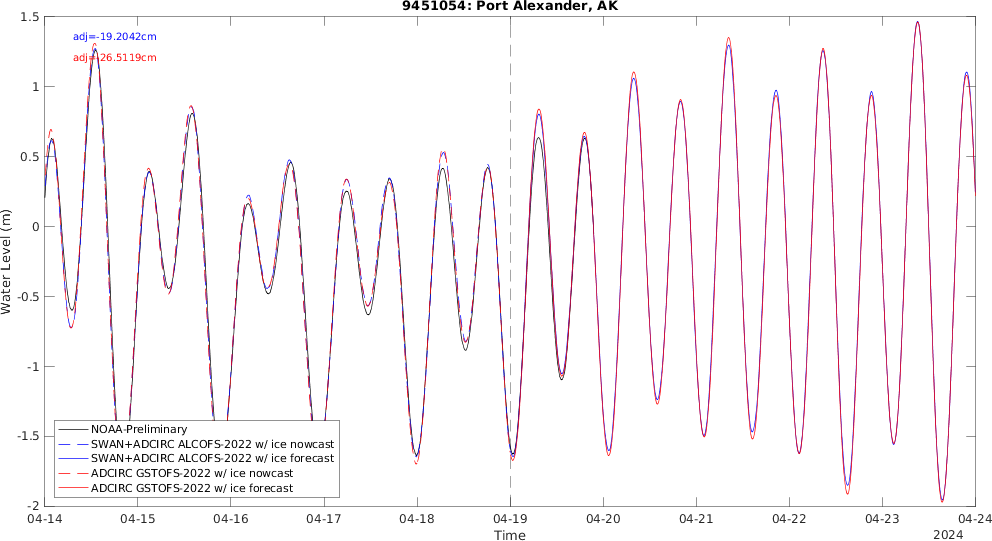 9451054: Port Alexander, AK
adj=-19.2042cm
adj=-26.5119cm
1.5
1
0.5
0
-0.5
-1
-1.5
-2
Water Level (m)
NOAA-Preliminary
SWAN+ADCIRC ALCOFS-2022 w/ ice nowcast
SWAN+ADCIRC ALCOFS-2022 w/ ice forecast
ADCIRC GSTOFS-2022 w/ ice nowcast
ADCIRC GSTOFS-2022 w/ ice forecast
04-14 04-15 04-16 04-17 04-18 04-19 04-20 04-21 04-22 04-23 04-24
Time
2024